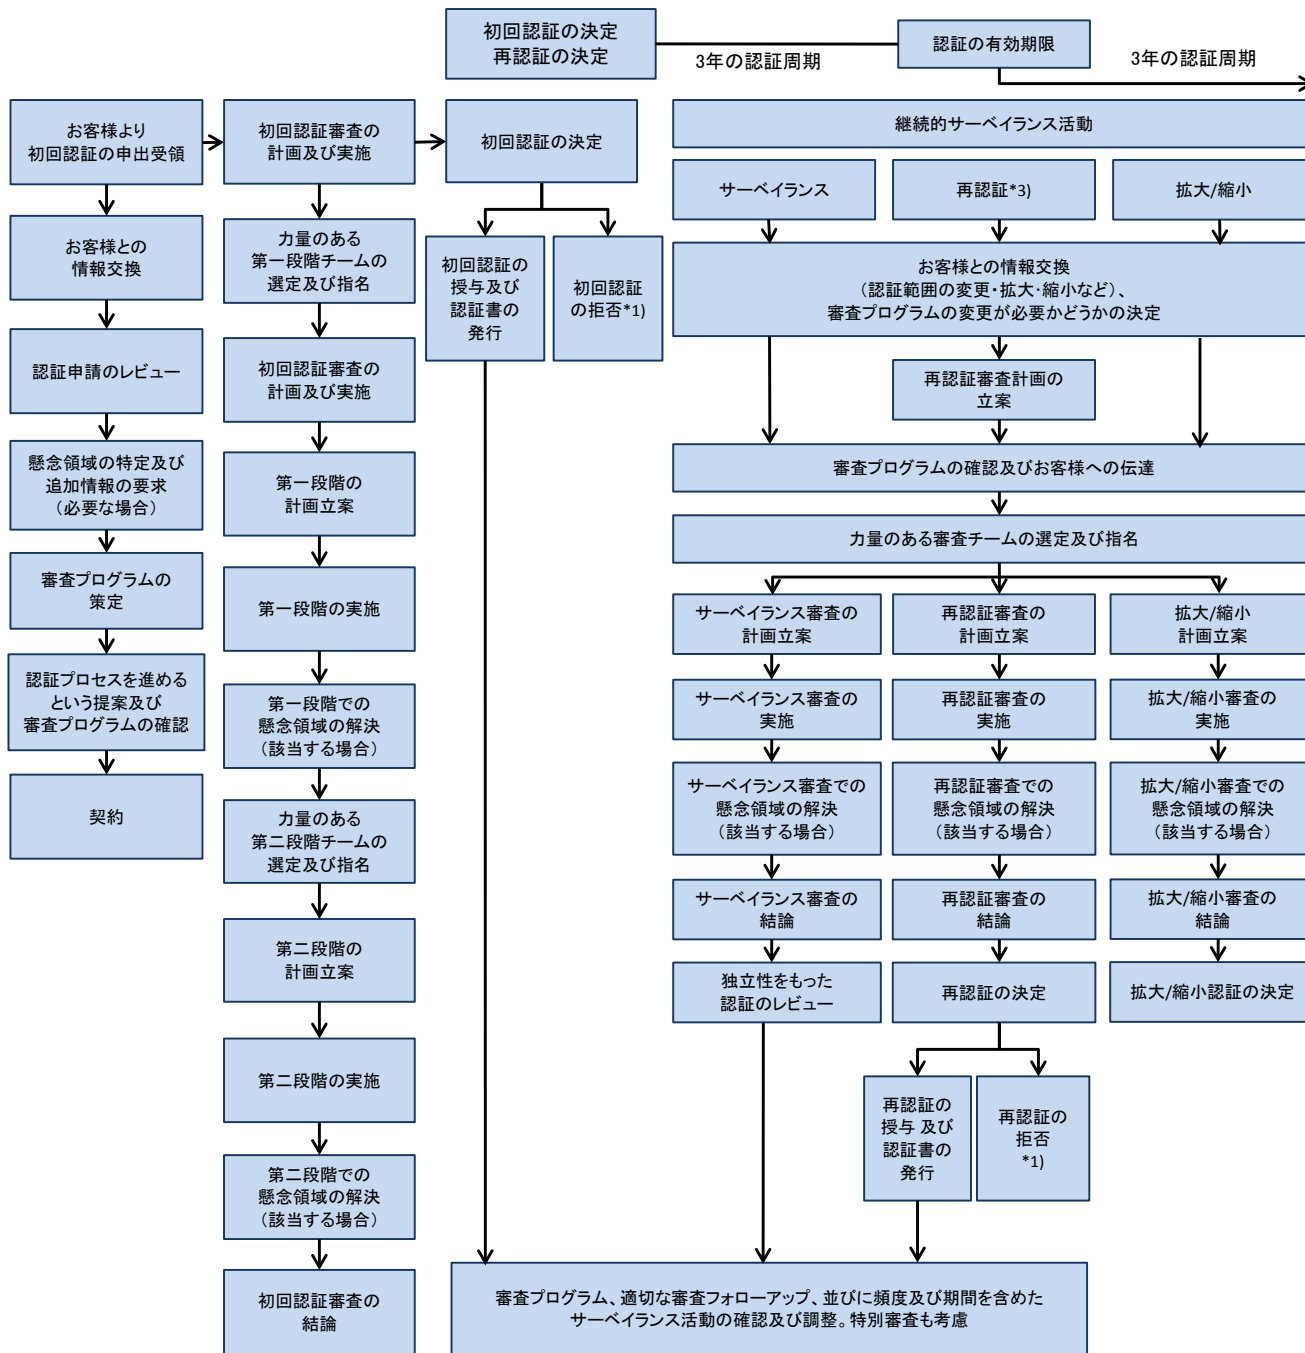 初回認証の決定
再認証の決定
3年の認証周期
認証の有効期限
3年の認証周期
お客様より
初回認証の申出受領
お客様との
情報交換
認証申請のレビュー
懸念領域の特定及び
追加情報の要求
（必要な場合）
審査プログラムの
策定
認証プロセスを進める
という提案及び
審査プログラムの確認
契約
初回認証審査の
計画及び実施
力量のある
第一段階チームの
選定及び指名
初回認証審査の
計画及び実施
第一段階の
計画立案
第一段階の実施
第一段階での
懸念領域の解決
（該当する場合）
力量のある
第二段階チームの
選定及び指名
第二段階の
計画立案
第二段階の実施
第二段階での
懸念領域の解決
（該当する場合）
初回認証審査の
結論
初回認証の決定
初回認証の
授与及び
認証書の
発行
初回認証
の拒否*1)
継続的サーベイランス活動
サーベイランス
再認証*3)
拡大/縮小
お客様との情報交換
（認証範囲の変更・拡大・縮小など）、
審査プログラムの変更が必要かどうかの決定
再認証審査計画の
立案
審査プログラムの確認及びお客様への伝達
力量のある審査チームの選定及び指名
サーベイランス審査の
計画立案
サーベイランス審査の
実施
サーベイランス審査での
懸念領域の解決
（該当する場合）
サーベイランス審査の
結論
独立性をもった
認証のレビュー
再認証審査の
計画立案
再認証審査の
実施
再認証審査での
懸念領域の解決
（該当する場合）
再認証審査の
結論
再認証の決定
再認証の
授与 及び
認証書の
発行
再認証の
拒否
*1)
拡大/縮小
計画立案
拡大/縮小審査の
実施
拡大/縮小審査での
懸念領域の解決
（該当する場合）
拡大/縮小審査の
結論
拡大/縮小認証の決定
審査プログラム、適切な審査フォローアップ、並びに頻度及び期間を含めた
サーベイランス活動の確認及び調整。特別審査も考慮